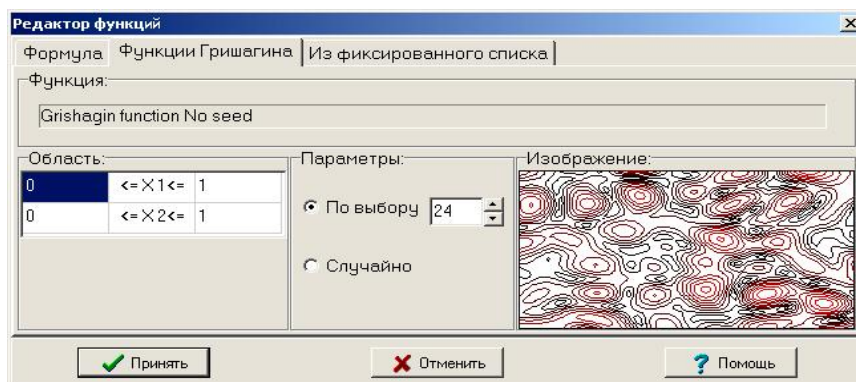 Редактор функций
Формула Функции Гришагина Из фиксированного списка
Функция:
Grishagin function No seed
Область: Параметры: Изображение:
0 <= X1 <= 1
0 <= X2 <= 1
По выбору 24
Случайно
Принять Отменить Помощь